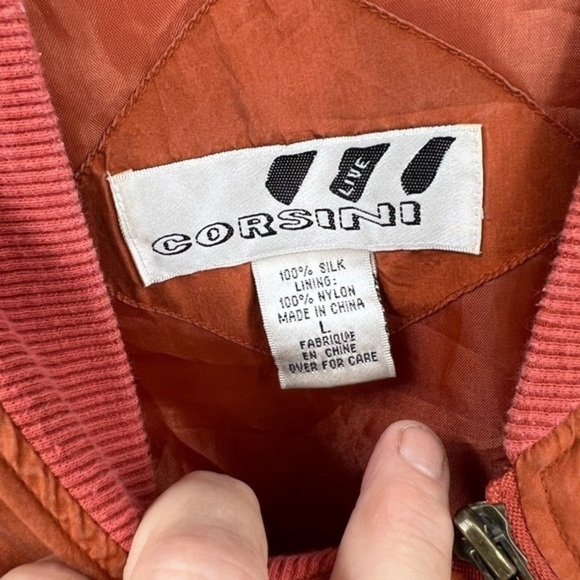 LIVE
CORSINI
100% SILK
LINING:
100% NYLON
MADE IN CHINA
L
FABRIQUE
EN CHINE
OVER FOR CARE